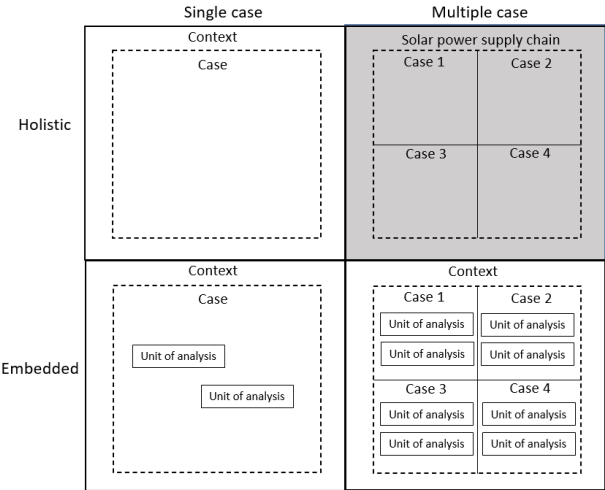 Single case
Multiple case
Holistic
Context
Case
Solar power supply chain
Case 1
Case 2
Case 3
Case 4
Embedded
Context
Case
Unit of analysis
Unit of analysis
Context
Case 1
Case 2
Unit of analysis
Unit of analysis
Unit of analysis
Unit of analysis
Case 3
Case 4
Unit of analysis
Unit of analysis
Unit of analysis
Unit of analysis